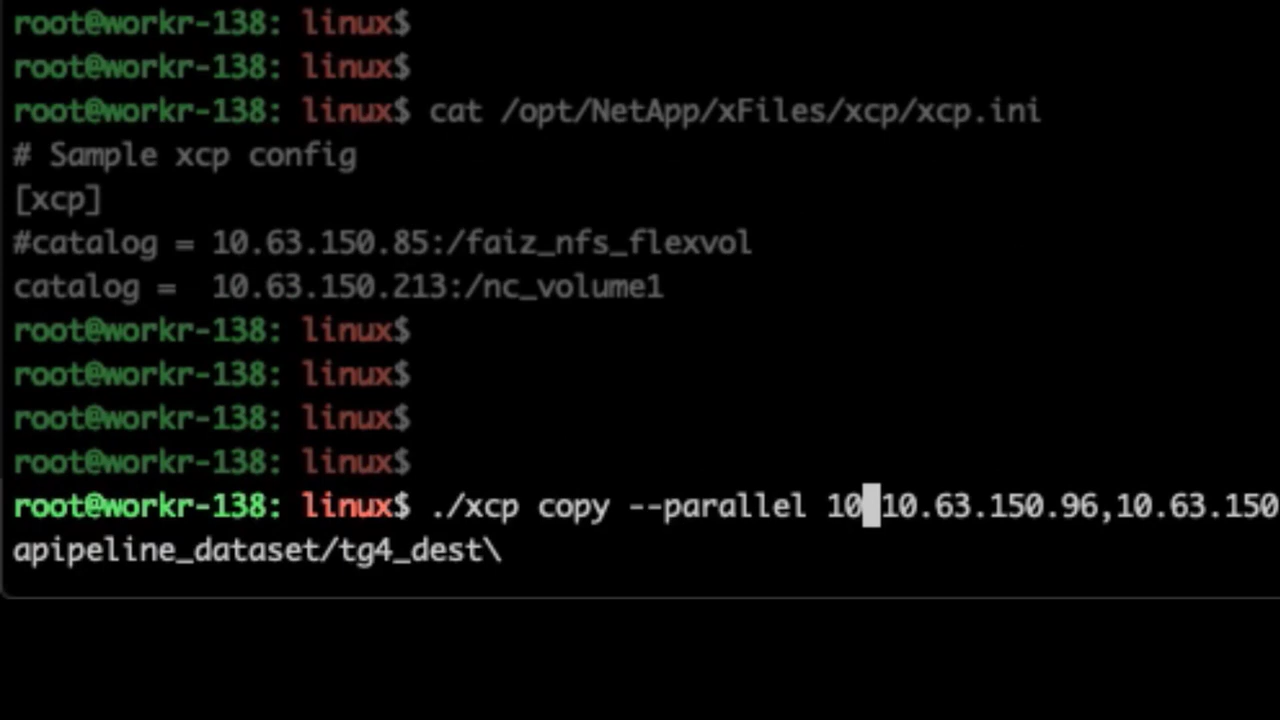 root@workr-138: linux$
root@workr-138: linux$
root@workr-138: linux$ cat /opt/NetApp/xFiles/xcp/xcp.ini
# Sample xcp config
[xcp]
#catalog = 10.63.150.85:/faiz_nfs_flexvol
catalog =  10.63.150.213:/nc_volume1
root@workr-138: linux$
root@workr-138: linux$
root@workr-138: linux$
root@workr-138: linux$
root@workr-138: linux$ ./xcp copy --parallel 10 10.63.150.96,10.63.150
apipeline_dataset/tg4_dest\